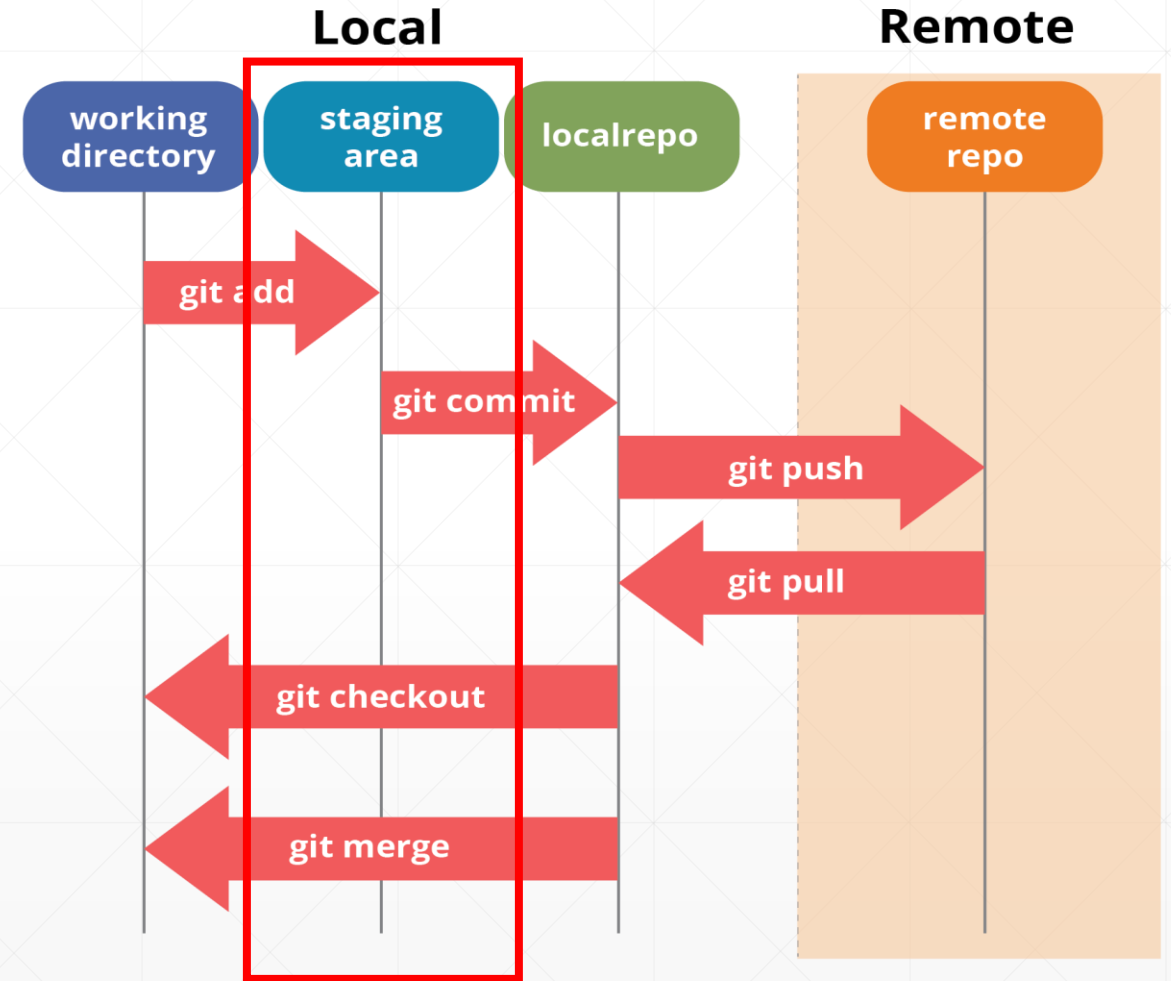 Local
Remote
working
directory
staging
area
localrepo
remote
repo
git add
git commit
git push
git pull
git checkout
git merge